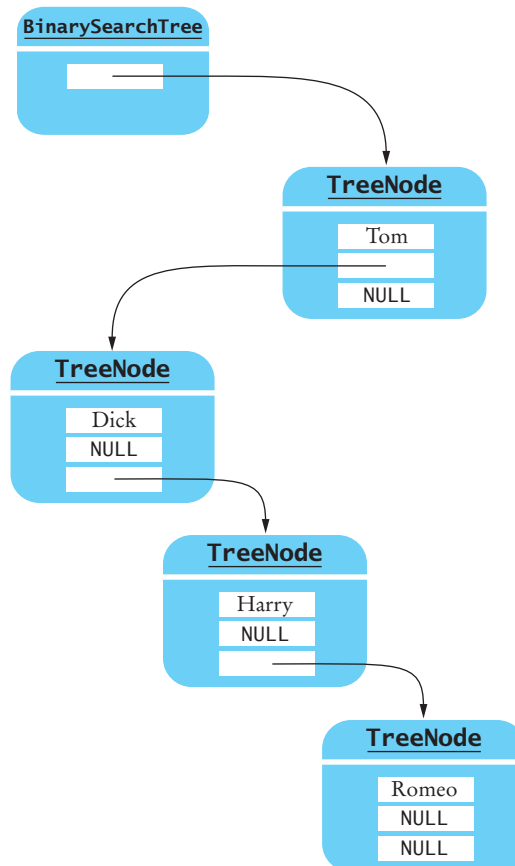 BinarySearchTree
TreeNode
Tom
NULL
TreeNode
Dick
NULL
TreeNode
Harry
NULL
TreeNode
Romeo
NULL
NULL